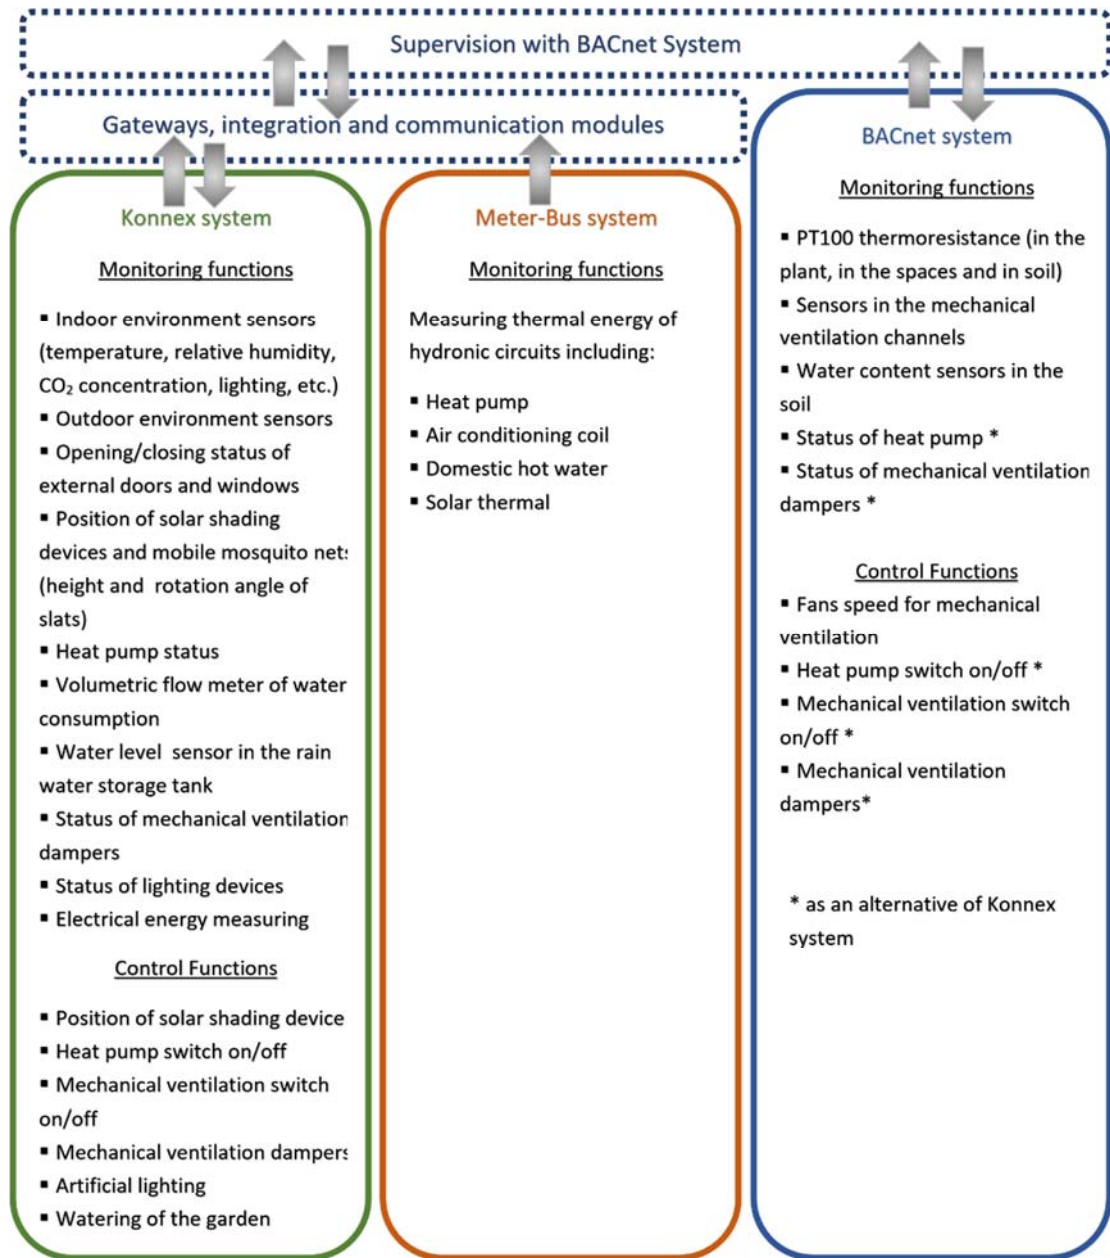 Supervision with BACnet System
Gateways, integration and communication modules
Konnex system
Monitoring functions
▪ Indoor environment sensors
(temperature, relative humidity,
CO₂ concentration, lighting, etc.)
▪ Outdoor environment sensors
▪ Opening/closing status of
external doors and windows
▪ Position of solar shading
devices and mobile mosquito nets
(height and rotation angle of
slats)
▪ Heat pump status
▪ Volumetric flow meter of water
consumption
▪ Water level sensor in the rain
water storage tank
▪ Status of mechanical ventilation
dampers
▪ Status of lighting devices
▪ Electrical energy measuring
Control Functions
▪ Position of solar shading device
▪ Heat pump switch on/off
▪ Mechanical ventilation switch
on/off
▪ Mechanical ventilation dampers
▪ Artificial lighting
▪ Watering of the garden
Meter-Bus system
Monitoring functions
Measuring thermal energy of
hydronic circuits including:
▪ Heat pump
▪ Air conditioning coil
▪ Domestic hot water
▪ Solar thermal
BACnet system
Monitoring functions
▪ PT100 thermoresistance (in the
plant, in the spaces and in soil)
▪ Sensors in the mechanical
ventilation channels
▪ Water content sensors in the
soil
▪ Status of heat pump *
▪ Status of mechanical ventilation
dampers *
Control Functions
▪ Fans speed for mechanical
ventilation
▪ Heat pump switch on/off *
▪ Mechanical ventilation switch
on/off *
▪ Mechanical ventilation
dampers*
* as an alternative of Konnex
system